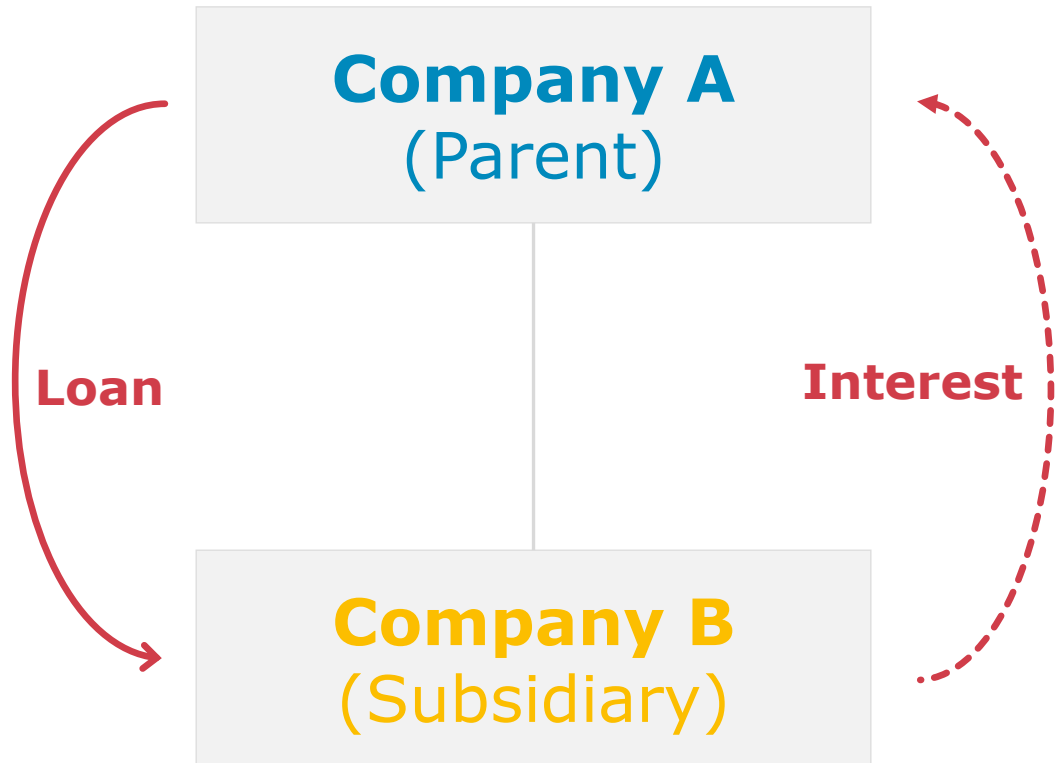 Company A
(Parent)
Loan
Interest
Company B
(Subsidiary)